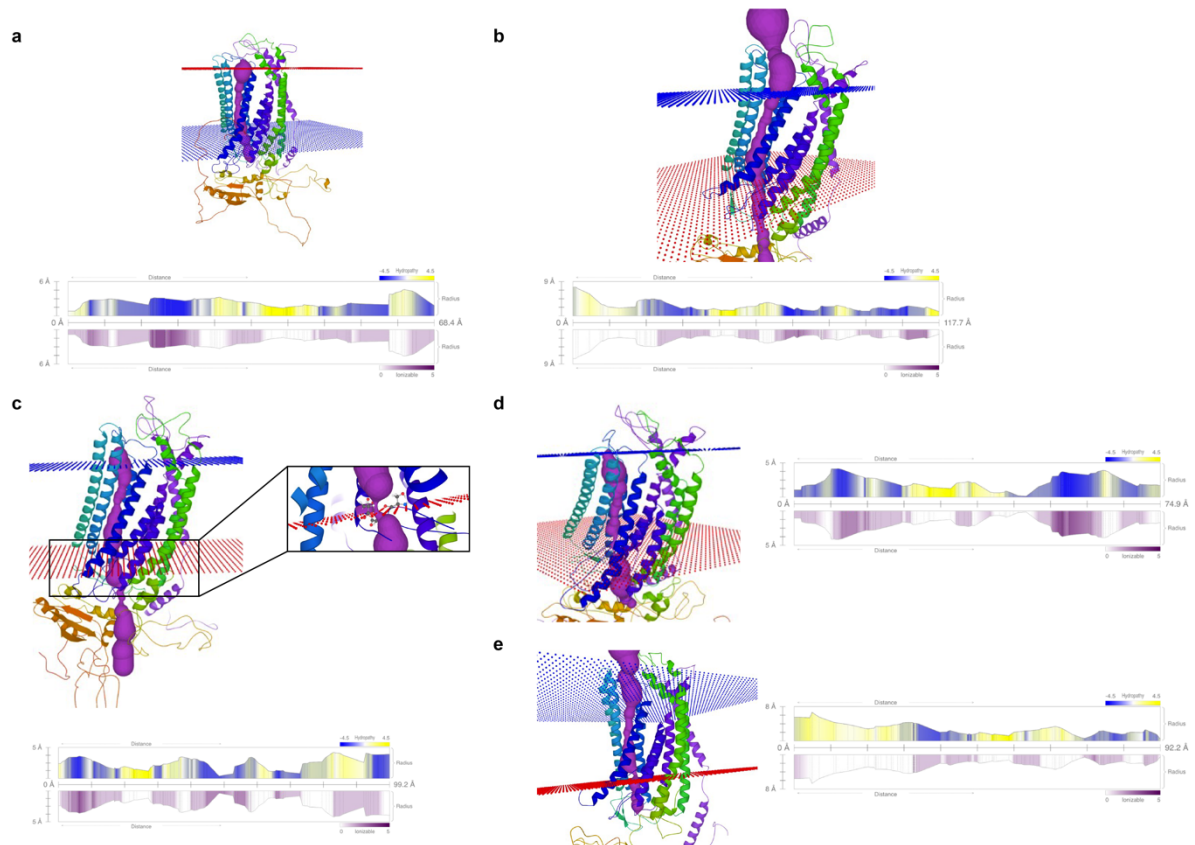 a
b
-4.5 Hydropathy 4.5
Distance
6 Å
Radius
0 Å
68.4 Å
Radius
6 Å
Distance
0 Ionizable 5
-4.5 Hydropathy 4.5
Distance
9 Å
Radius
0 Å
117.7 Å
Radius
9 Å
Distance
0 Ionizable 5
c
d
-4.5 Hydropathy 4.5
Distance
5 Å
Radius
0 Å
74.9 Å
Radius
5 Å
Distance
0 Ionizable 5
e
-4.5 Hydropathy 4.5
Distance
Radius
0 Å
92.2 Å
Radius
Distance
0 Ionizable 5
-4.5 Hydropathy 4.5
Distance
5 Å
Radius
0 Å
99.2 Å
Radius
5 Å
Distance
0 Ionizable 5